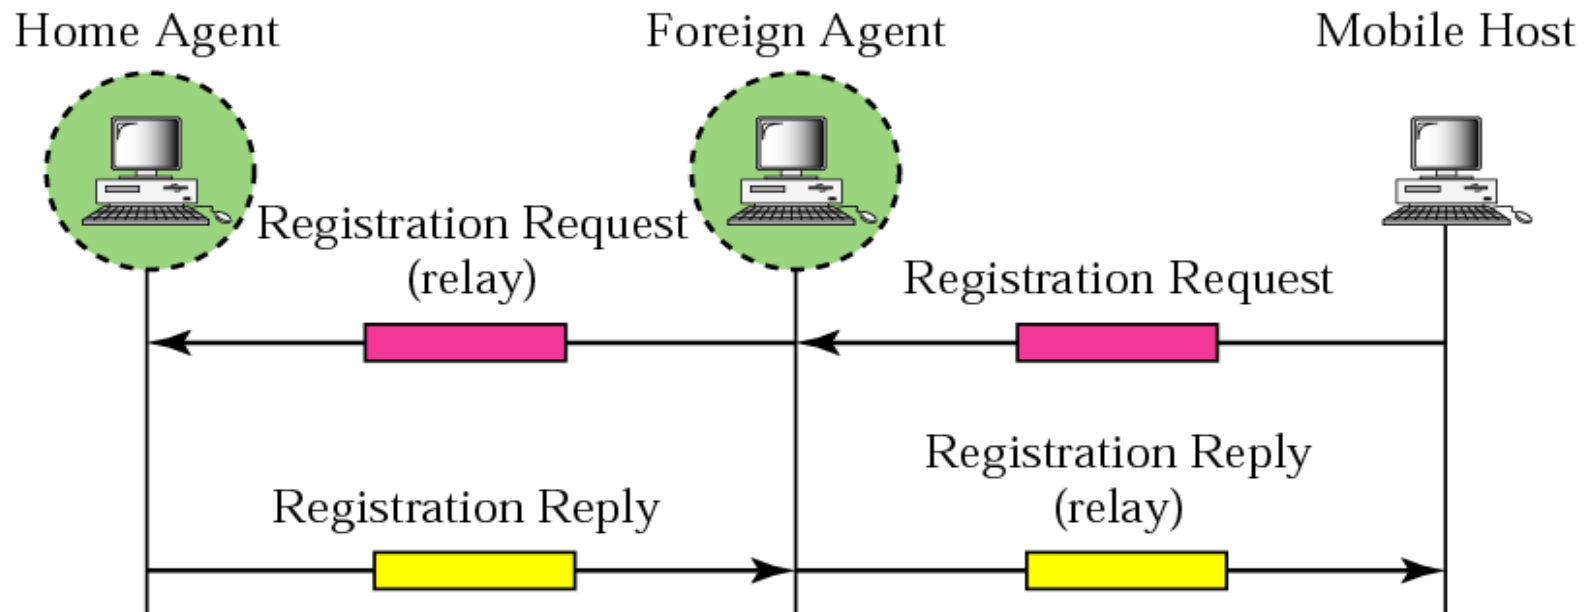 Home Agent
Foreign Agent
Mobile Host
Registration Request
(relay)
Registration Request
Registration Reply
Registration Reply
(relay)